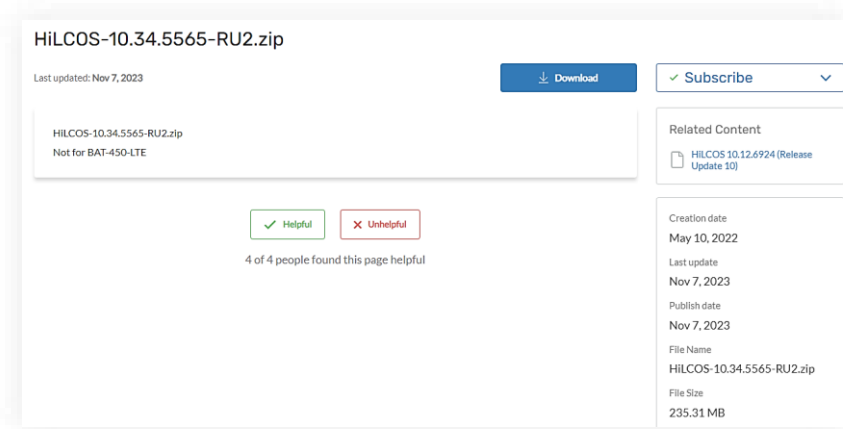 HiLCOS-10.34.5565-RU2.zip
Last updated: Nov 7, 2023
Download
Subscribe
HiLCOS-10.34.5565-RU2.zip
Not for BAT-450-LTE
Helpful
Unhelpful
4 of 4 people found this page helpful
Related Content
HiLCOS 10.12.6924 (Release
Update 10)
Creation date
May 10, 2022
Last update
Nov 7, 2023
Publish date
Nov 7, 2023
File Name
HiLCOS-10.34.5565-RU2.zip
File Size
235.31 MB